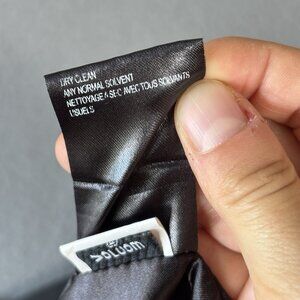 DRY CLEAN
ANY NORMAL SOLVENT
NETTOYAGE A SEC AVEC TOUS SOLVANTS
USUELS